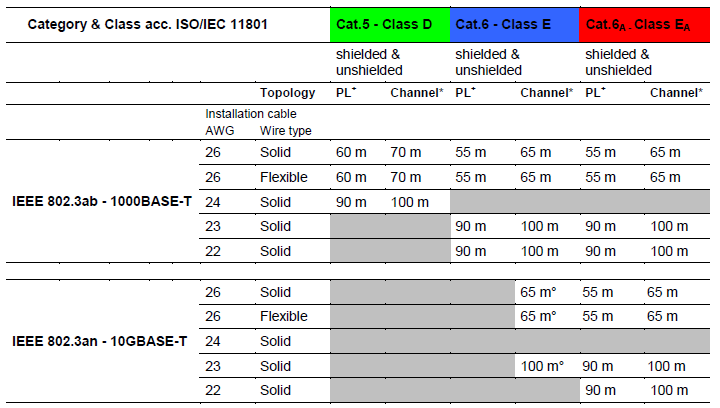 Category & Class acc. ISO/IEC 11801 Cat.5 - Class D Cat.6 - Class E Cat.6A . Class EA
shielded & shielded & shielded &
unshielded unshielded unshielded
Topology PL+ Channel* PL+ Channel* PL+ Channel*
Installation cable
AWG Wire type
26 Solid 60 m 70 m 55 m 65 m 55 m 65 m
26 Flexible 60 m 70 m 55 m 65 m 55 m 65 m
IEEE 802.3ab - 1000BASE-T 24 Solid 90 m 100 m
23 Solid 90 m 100 m 90 m 100 m
22 Solid 90 m 100 m 90 m 100 m
26 Solid 65 m° 55 m 65 m
26 Flexible 65 m° 55 m 65 m
IEEE 802.3an - 10GBASE-T 24 Solid
23 Solid 100 m° 90 m 100 m
22 Solid 90 m 100 m